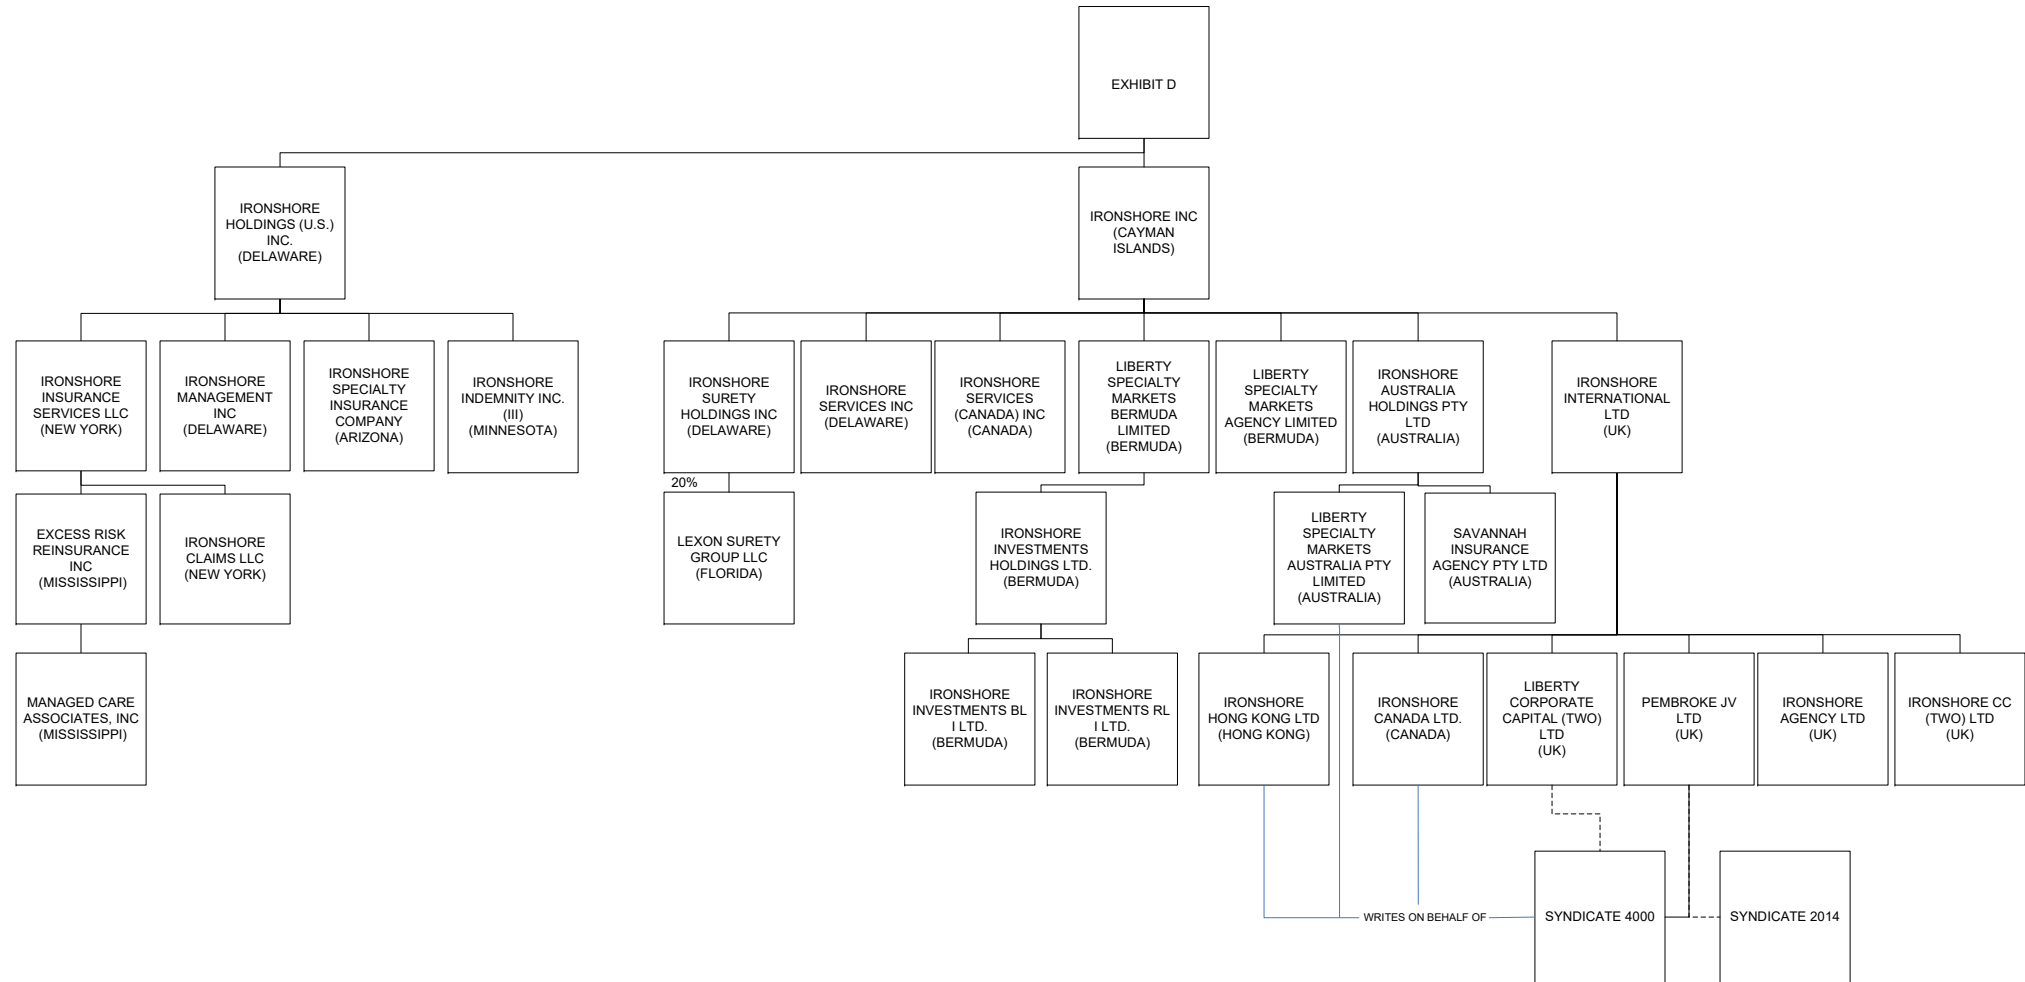 EXHIBIT D
IRONSHORE
HOLDINGS (U.S.)
INC.
(DELAWARE)
IRONSHORE INC
(CAYMAN
ISLANDS)
IRONSHORE
INSURANCE
SERVICES LLC
(NEW YORK)
IRONSHORE
MANAGEMENT
INC
(DELAWARE)
IRONSHORE
SPECIALTY
INSURANCE
COMPANY
(ARIZONA)
IRONSHORE
INDEMNITY INC.
(III)
(MINNESOTA)
IRONSHORE
SURETY
HOLDINGS INC
(DELAWARE)
IRONSHORE
SERVICES INC
(DELAWARE)
IRONSHORE
SERVICES
(CANADA) INC
(CANADA)
LIBERTY
SPECIALTY
MARKETS
BERMUDA
LIMITED
(BERMUDA)
LIBERTY
SPECIALTY
MARKETS
AGENCY LIMITED
(BERMUDA)
IRONSHORE
AUSTRALIA
HOLDINGS PTY
LTD
(AUSTRALIA)
IRONSHORE
INTERNATIONAL
LTD
(UK)
20%
EXCESS RISK
REINSURANCE
INC
(MISSISSIPPI)
IRONSHORE
CLAIMS LLC
(NEW YORK)
LEXON SURETY
GROUP LLC
(FLORIDA)
IRONSHORE
INVESTMENTS
HOLDINGS LTD.
(BERMUDA)
LIBERTY
SPECIALTY
MARKETS
AUSTRALIA PTY
LIMITED
(AUSTRALIA)
SAVANNAH
INSURANCE
AGENCY PTY LTD
(AUSTRALIA)
MANAGED CARE
ASSOCIATES, INC
(MISSISSIPPI)
IRONSHORE
INVESTMENTS BL
I LTD.
(BERMUDA)
IRONSHORE
INVESTMENTS RL
I LTD.
(BERMUDA)
IRONSHORE
HONG KONG LTD
(HONG KONG)
IRONSHORE
CANADA LTD.
(CANADA)
LIBERTY
CORPORATE
CAPITAL (TWO)
LTD
(UK)
PEMBROKE JV
LTD
(UK)
IRONSHORE
AGENCY LTD
(UK)
IRONSHORE CC
(TWO) LTD
(UK)
WRITES ON BEHALF OF
SYNDICATE 4000
SYNDICATE 2014